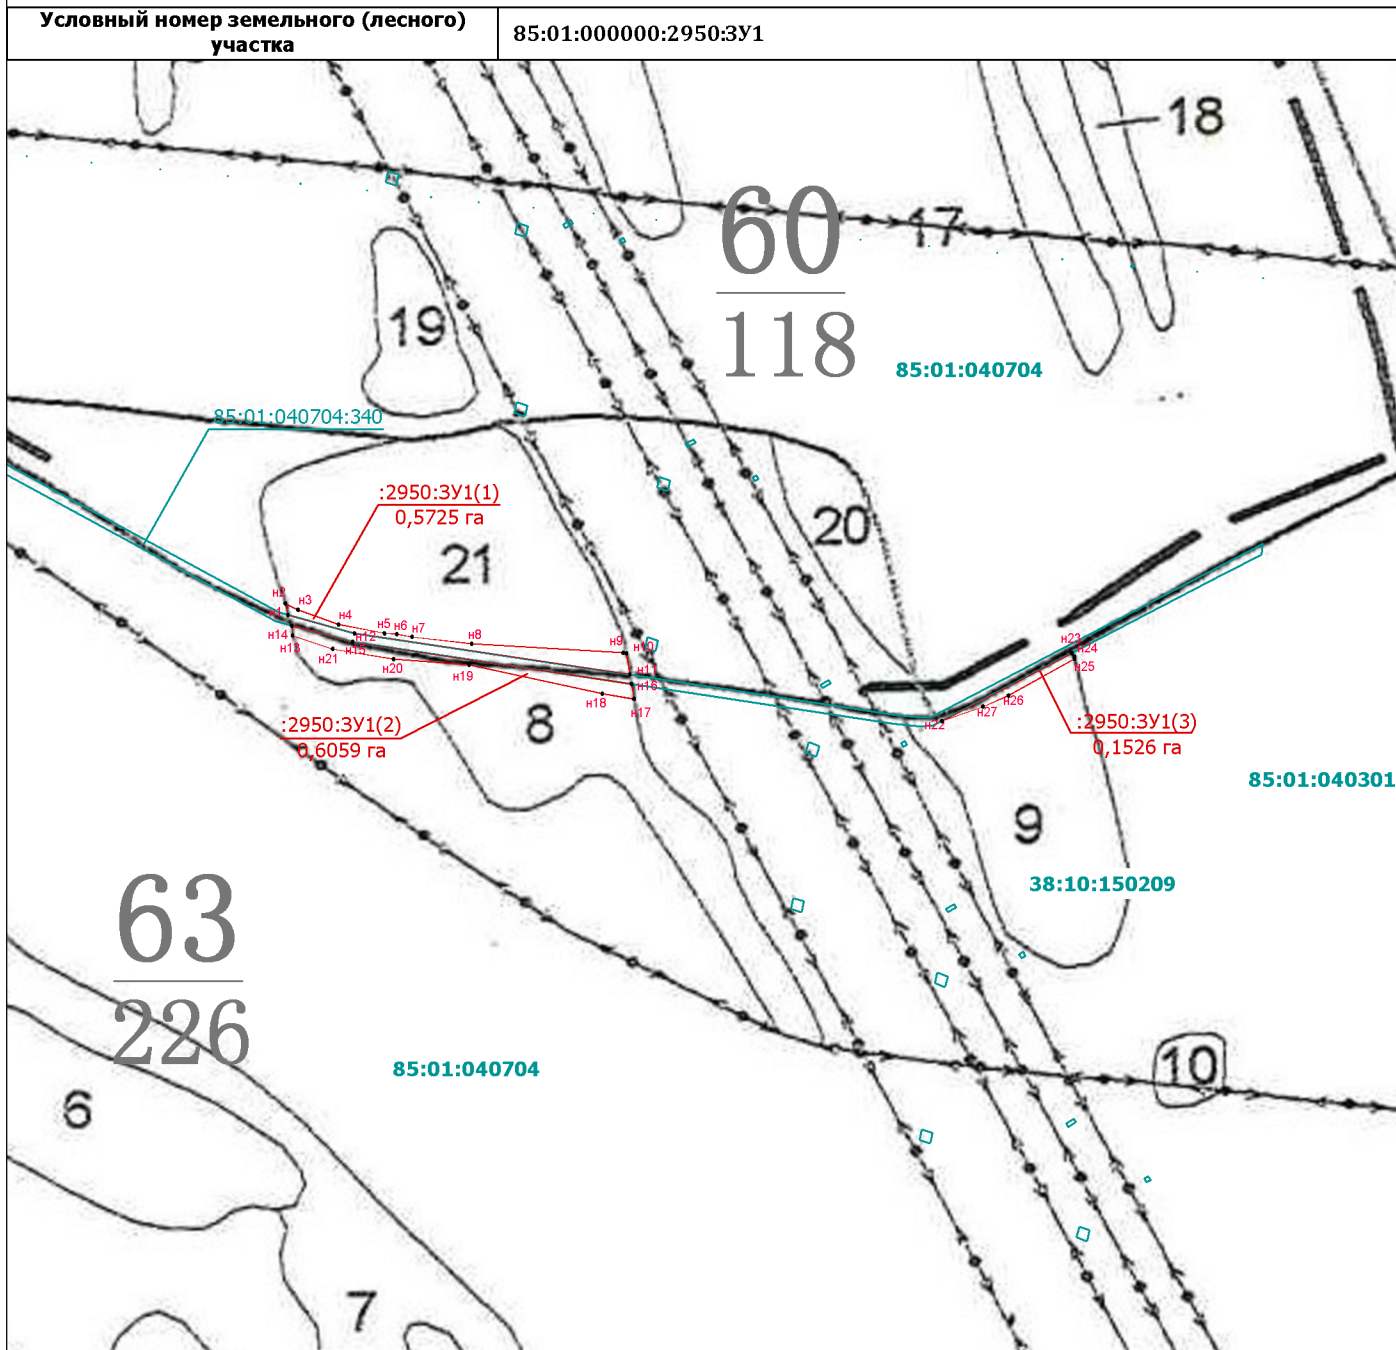 Условный номер земельного (лесного)
участка
85:01:000000:2950:ЗУ1
18
60
118
17
19
85:01:040704
85:01:040704:340
:2950:ЗУ1(1)
0,5725 га
20
21
н2
н3
н1
н4
н5
н6
н7
н8
н9
н10
н11
н12
н13
н14
н15
н16
н17
н18
н19
н20
н21
н22
н23
н24
н25
н26
н27
:2950:ЗУ1(2)
0,6059 га
8
:2950:ЗУ1(3)
0,1526 га
85:01:040301
9
38:10:150209
63
226
85:01:040704
10
6
7